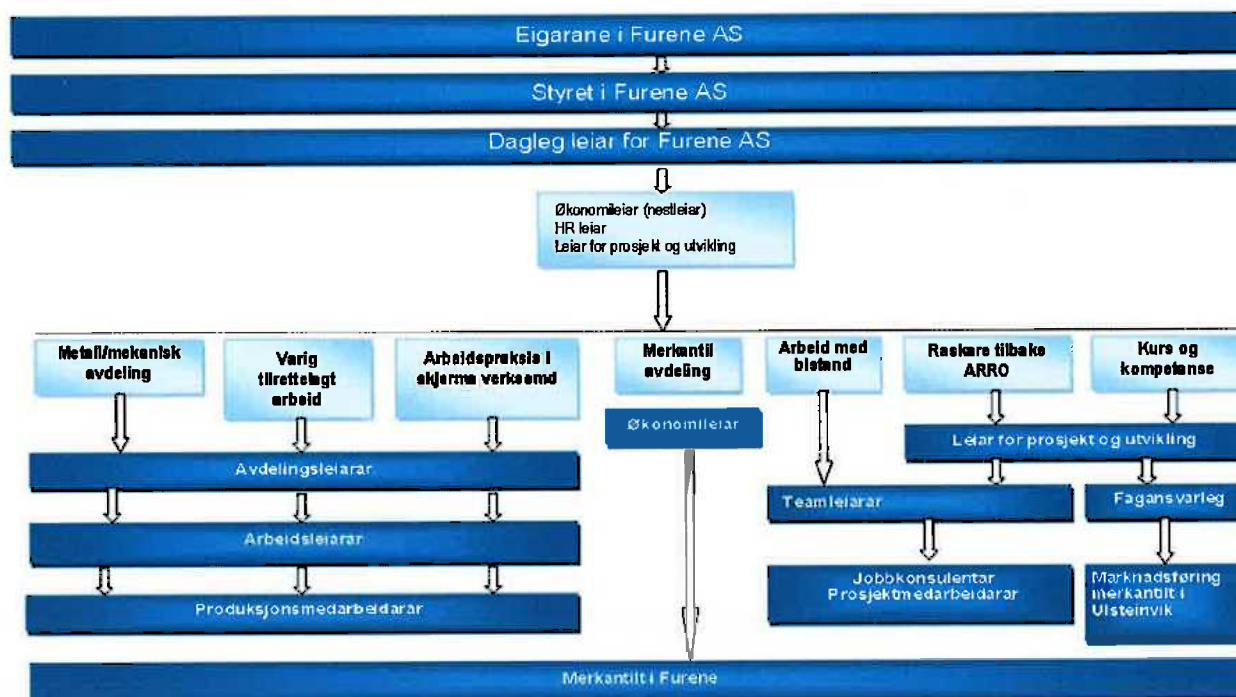 Eigarane i Furene AS
Styret i Furene AS
Dagleg leiar for Furene AS
Økonomileiar (nestleiar)
HR leiar
Leiar for prosjekt og utvikling
Metall/mekanisk
avdeling
Varig
tilrettelagt
arbeid
Arbeidspraksis i
skjerma verksemd
Merkantil
avdeling
Arbeid med
bistand
Raskare tilbake
ARRO
Kurs og
kompetanse
Økonomileiar
Leiar for prosjekt og utvikling
Avdelingsleiarar
Teamleiarar
Fagansvarleg
Arbeidsleiarar
Jobbkonsulentar
Prosjektmedarbeidarar
Marknadsføring
merkantilt i
Ulsteinvik
Produksjonsmedarbeidarar
Merkantilt i Furene